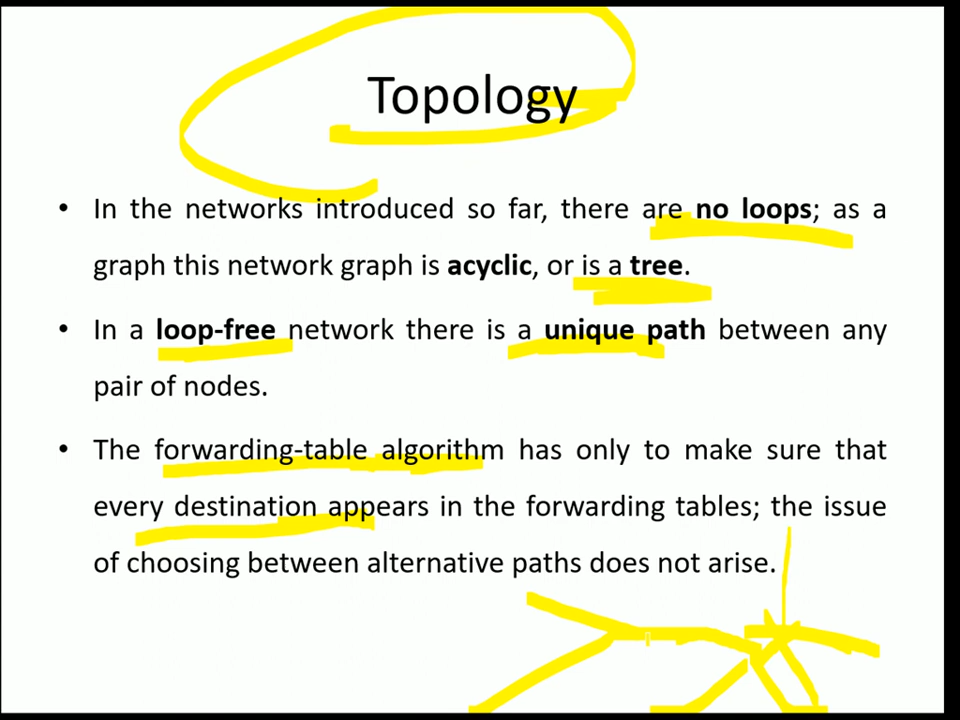 Topology
• In the networks introduced so far, there are no loops; as a
graph this network graph is acyclic, or is a tree.
• In a loop-free network there is a unique path between any
pair of nodes.
• The forwarding-table algorithm has only to make sure that
every destination appears in the forwarding tables; the issue
of choosing between alternative paths does not arise.